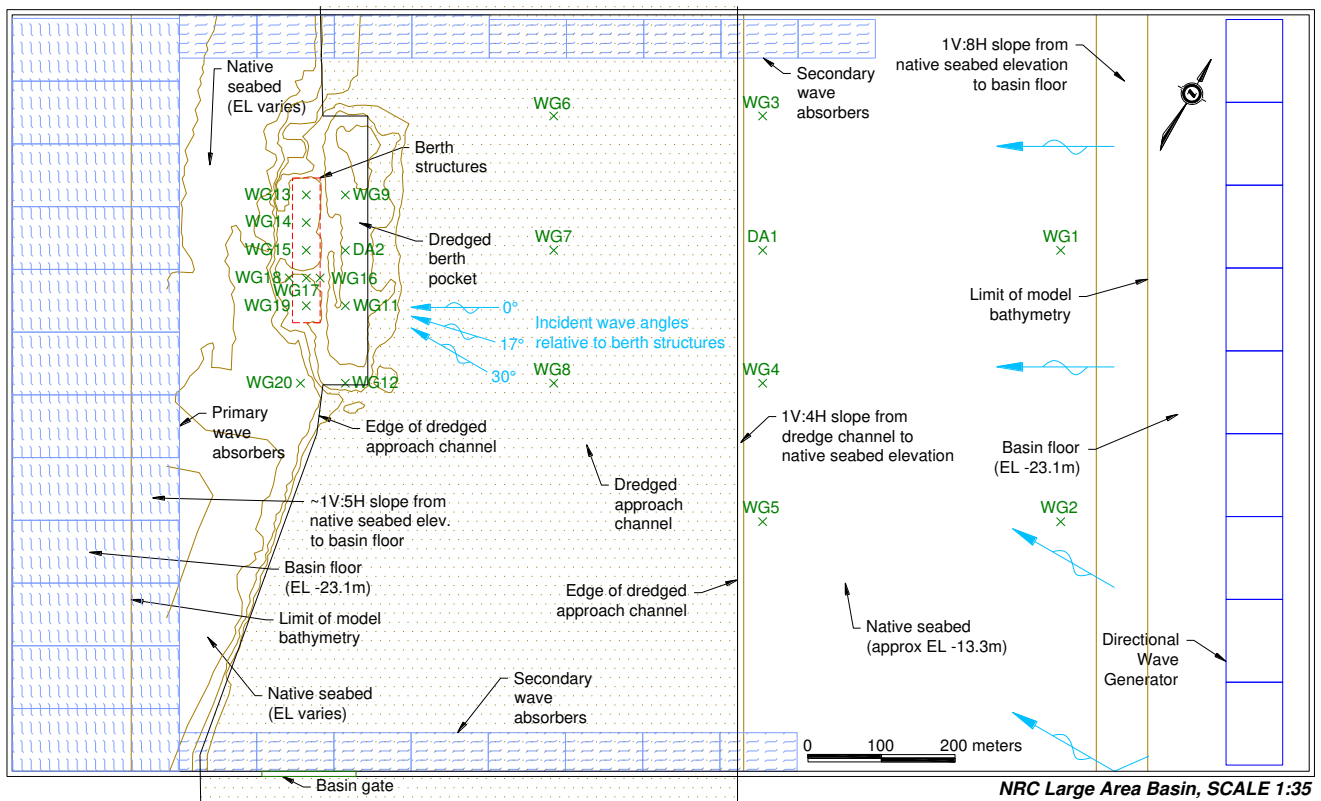 Native
seabed
(EL varies)
Secondary
wave
absorbers
1V:8H slope from
native seabed elevation
to basin floor
WG6
WG3
Berth
structures
WG13
WG9
WG14
WG15
DA2
WG18
WG16
WG17
WG19
WG11
Dredged
berth
pocket
WG7
DA1
WG1
0°
17°
30°
Incident wave angles
relative to berth structures
Limit of model
bathymetry
WG20
WG12
WG8
WG4
Primary
wave
absorbers
Edge of dredged
approach channel
1V:4H slope from
dredge channel to
native seabed elevation
Basin floor
(EL -23.1m)
Dredged
approach
channel
~1V:5H slope from
native seabed elev.
to basin floor
WG5
WG2
Basin floor
(EL -23.1m)
Edge of dredged
approach channel
Limit of model
bathymetry
Native seabed
(approx EL -13.3m)
Directional
Wave
Generator
Native seabed
(EL varies)
Secondary
wave
absorbers
0 100 200 meters
Basin gate
NRC Large Area Basin, SCALE 1:35